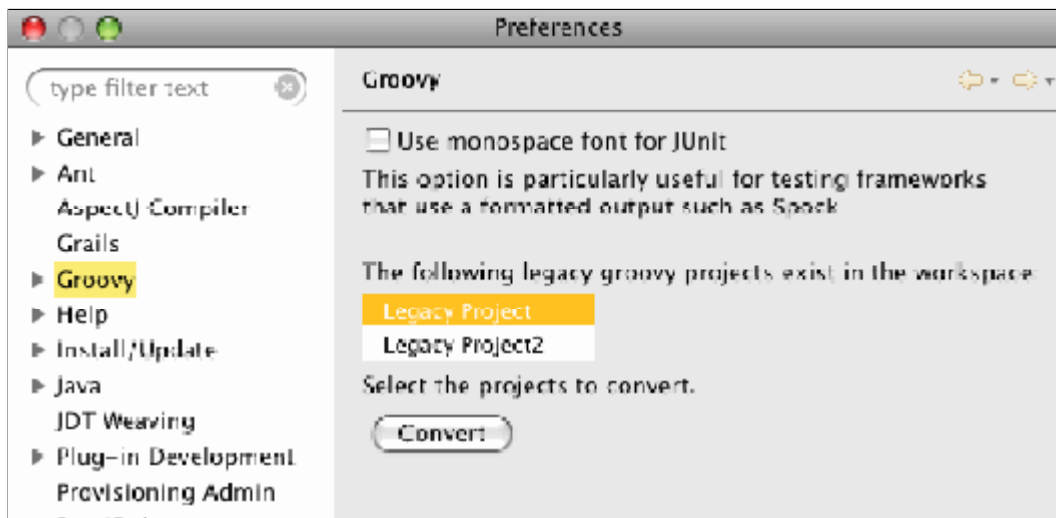 Preferences
type filter text
General
Ant
AspectJ Compiler
Grails
Groovy
Help
Install/Update
Java
JDT Weaving
Plug-in Development
Provisioning Admin
Groovy
Use monospace font for JUnit
This option is particularly useful for testing frameworks
that use a formatted output such as Spock
The following legacy groovy projects exist in the workspace:
Legacy Project
Legacy Project2
Select the projects to convert.
Convert